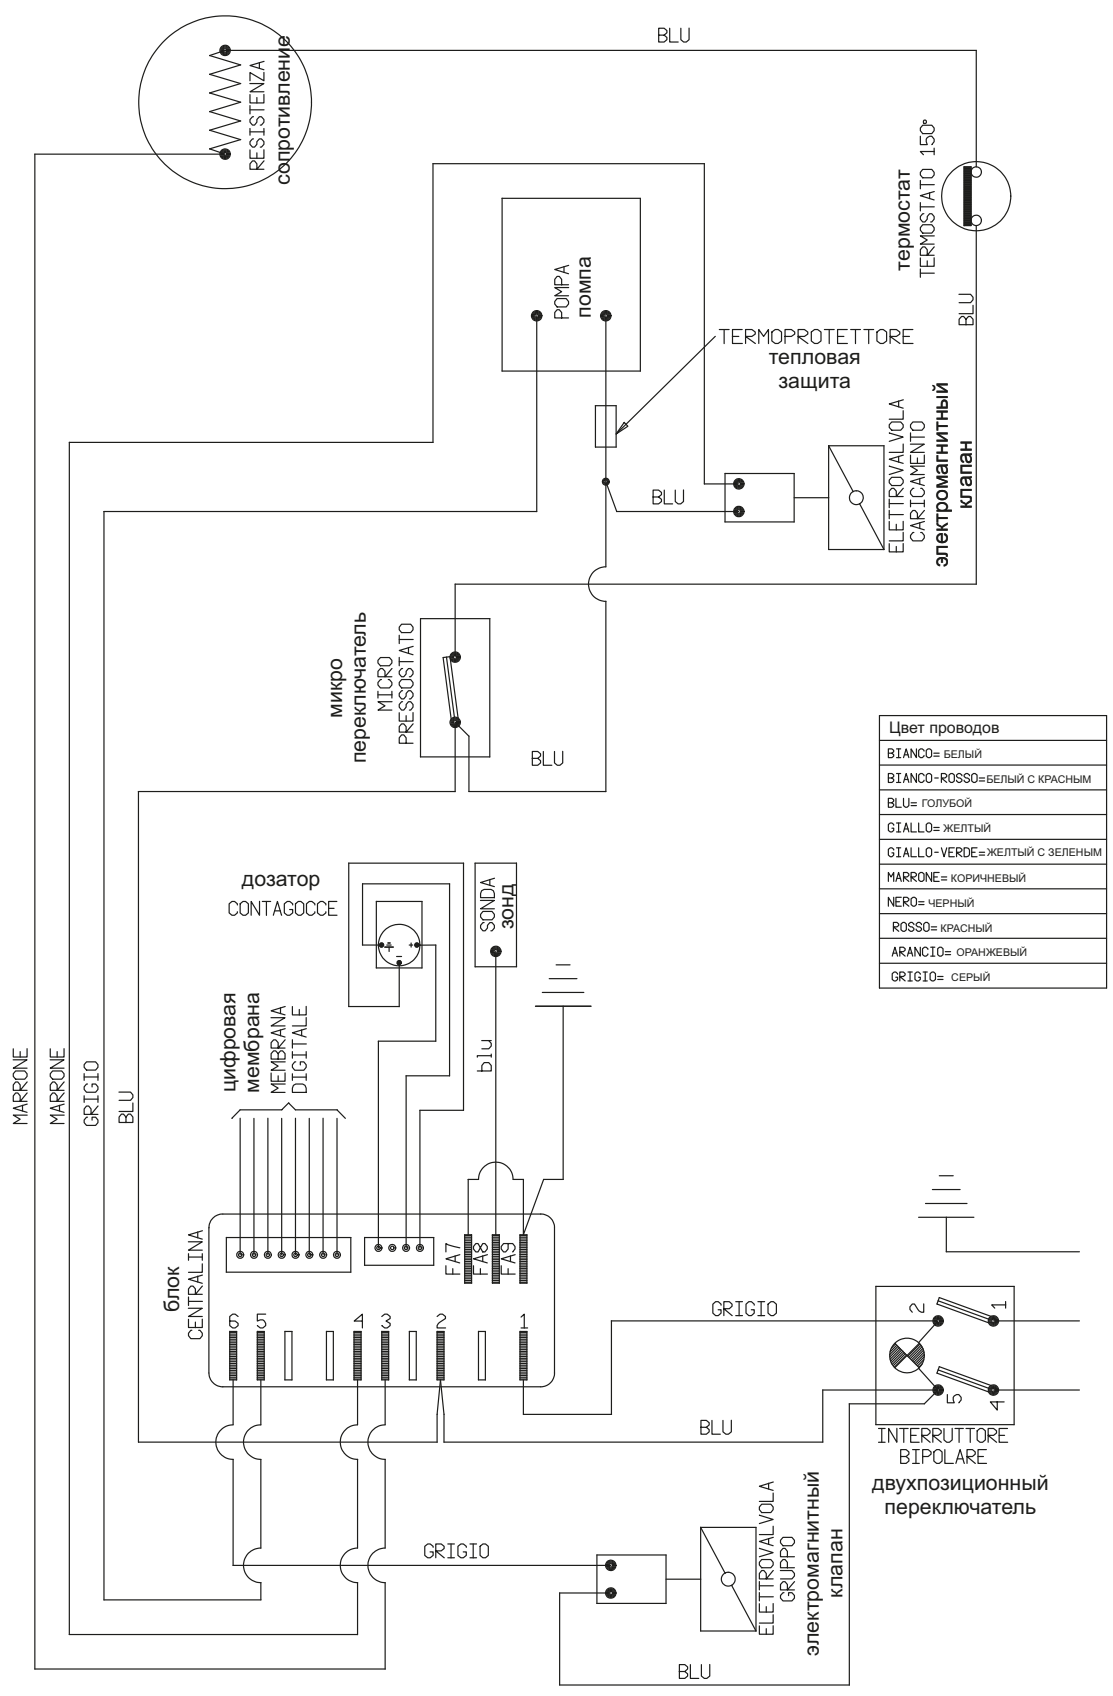 BLU
RESISTENZA
сопротивление
термостат
TERMOSTATO 150°
POMPA
помпа
BLU
TERMOPROTETTORE
тепловая
защита
BLU
ELETTROVALVOLA
CARICAMENTO
электромагнитный
клапан
микро
переключатель
MICRO
PRESSOSTATO
BLU
Цвет проводов
BIANCO= БЕЛЫЙ
BIANCO-ROSSO=БЕЛЫЙ С КРАСНЫМ
BLU= ГОЛУБОЙ
GIALLO= ЖЕЛТЫЙ
GIALLO-VERDE=ЖЕЛТЫЙ С ЗЕЛЕНЫМ
MARRONE= КОРИЧНЕВЫЙ
NERO= ЧЕРНЫЙ
ROSSO= КРАСНЫЙ
ARANCIO= ОРАНЖЕВЫЙ
GRIGIO= СЕРЫЙ
дозатор
CONTAGOCCE
+
+
−
SONDA
зонд
MARRONE
MARRONE
GRIGIO
BLU
цифровая
мембрана
MEMBRANA
DIGITALE
blu
блок
CENTRALINA
FA7
FA8
FA9
6 5 4 3 2 1
GRIGIO
2 1
5 4
BLU
INTERRUTTORE
BIPOLARE
двухпозиционный
переключатель
GRIGIO
ELETTROVALVOLA
GRUPPO
электромагнитный
клапан
BLU